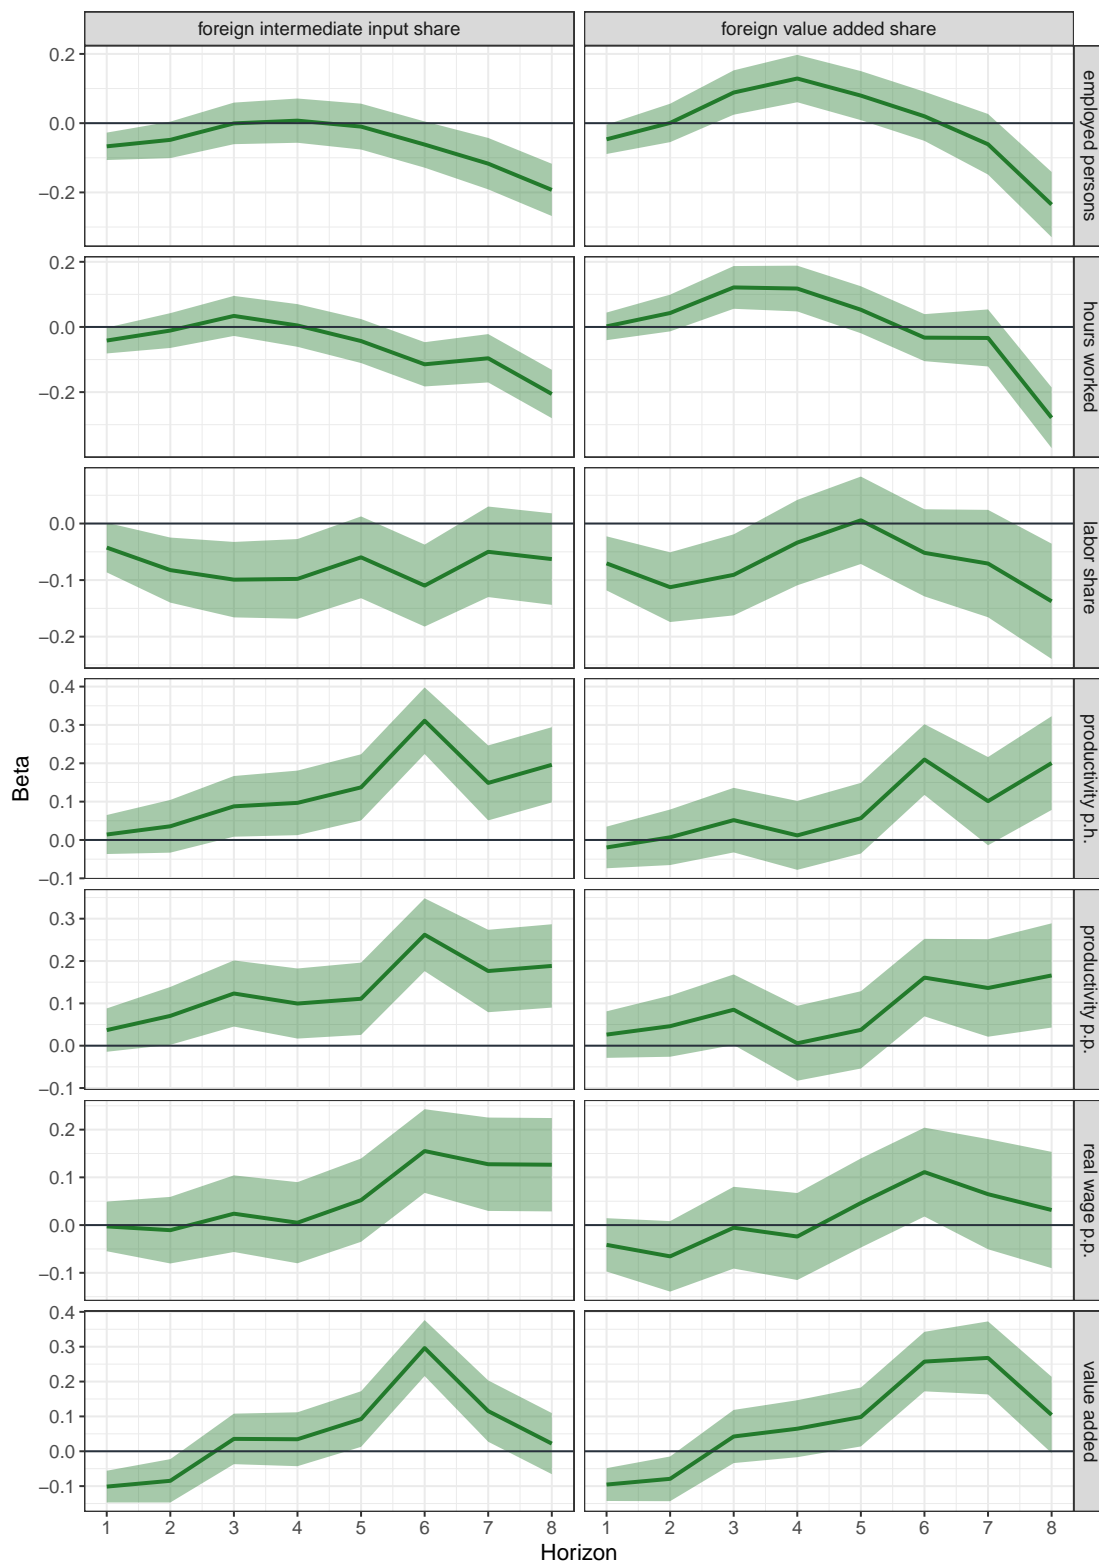 foreign intermediate input share
foreign value added share
0.2
0.0
−0.2
employed persons
0.2
0.0
−0.2
hours worked
0.0
−0.1
−0.2
labor share
0.4
0.3
0.2
0.1
0.0
−0.1
productivity p.h.
0.3
0.2
0.1
0.0
−0.1
productivity p.p.
0.2
0.1
0.0
−0.1
real wage p.p.
0.4
0.3
0.2
0.1
0.0
−0.1
value added
Beta
1 2 3 4 5 6 7 8
1 2 3 4 5 6 7 8
Horizon